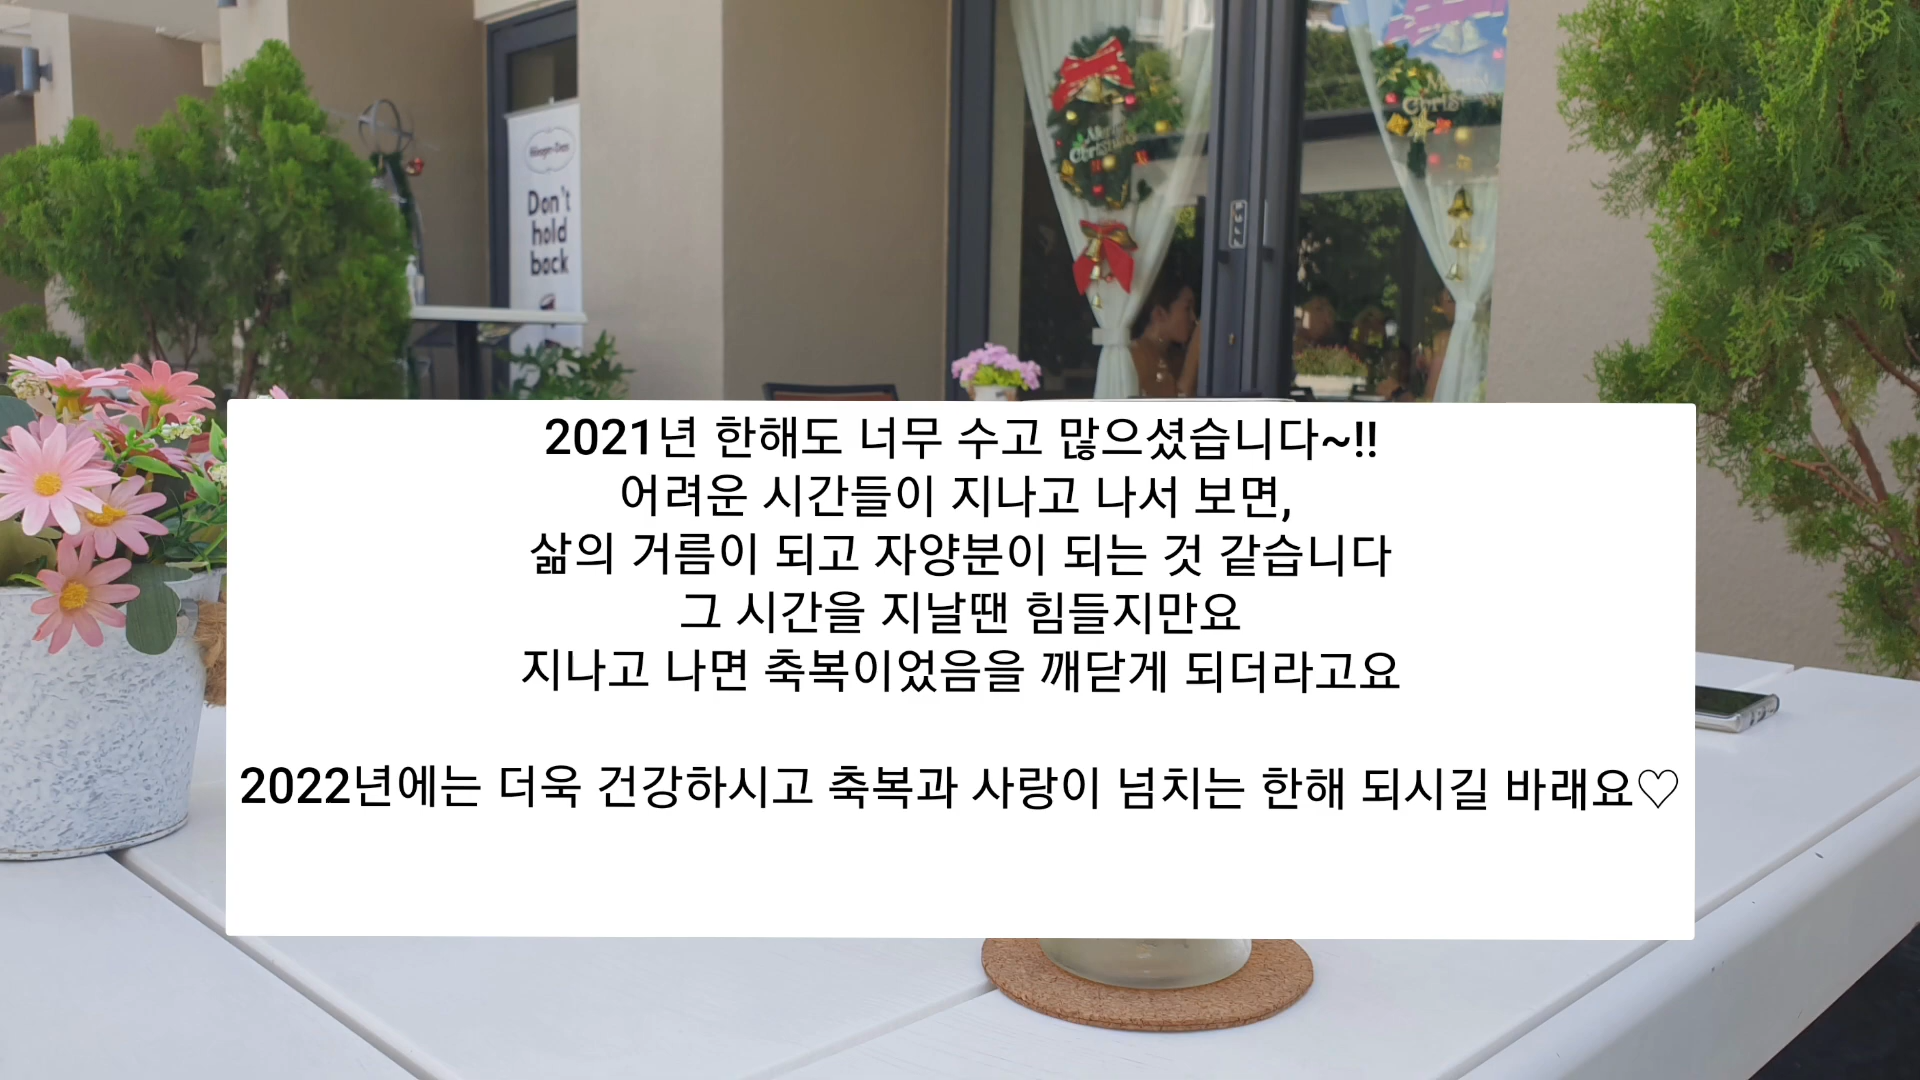 Häagen-Dazs
Don't
hold
back
Merry
Christmas
Christ
2021년 한해도 너무 수고 많으셨습니다~!!
어려운 시간들이 지나고 나서 보면,
삶의 거름이 되고 자양분이 되는 것 같습니다
그 시간을 지날땐 힘들지만요
지나고 나면 축복이었음을 깨닫게 되더라고요
2022년에는 더욱 건강하시고 축복과 사랑이 넘치는 한해 되시길 바래요♡